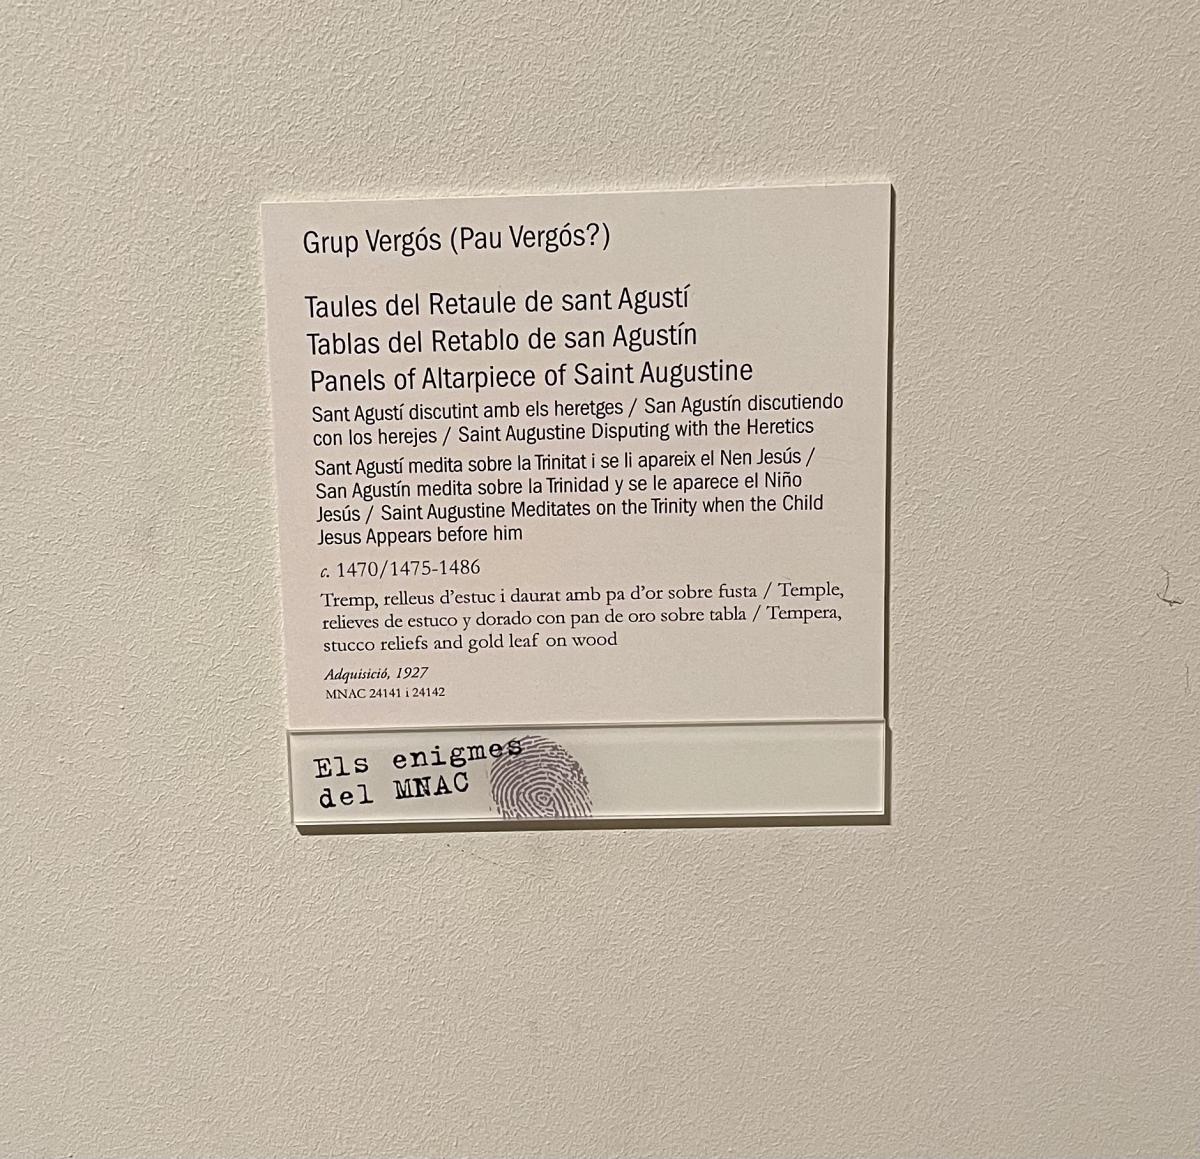 Grup Vergós (Pau Vergós?)
Taules del Retaule de sant Agustí
Tablas del Retablo de san Agustín
Panels of Altarpiece of Saint Augustine
Sant Agustí discutint amb els heretges / San Agustín discutiendo
con los herejes / Saint Augustine Disputing with the Heretics
Sant Agustí medita sobre la Trinitat i se li apareix el Nen Jesús /
San Agustín medita sobre la Trinidad y se le aparece el Niño
Jesús / Saint Augustine Meditates on the Trinity when the Child
Jesus Appears before him
c. 1470/1475-1486
Tremp, relleus d'estuc i daurat amb pa d'or sobre fusta / Temple,
relieves de estuco y dorado con pan de oro sobre tabla / Tempera,
stucco reliefs and gold leaf on wood
Adquisició, 1927
MNAC 24141 i 24142
Els enigmes
del MNAC